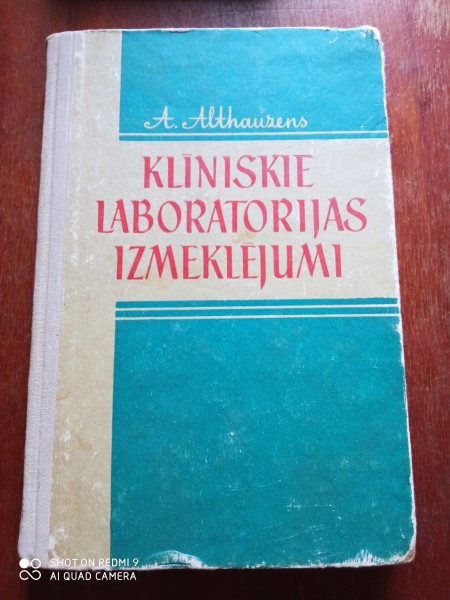 A. Althauzens
KLĪNISKIE
LABORATORIJAS
IZMEKLĒJUMI
SHOT ON REDMI 9
AI QUAD CAMERA